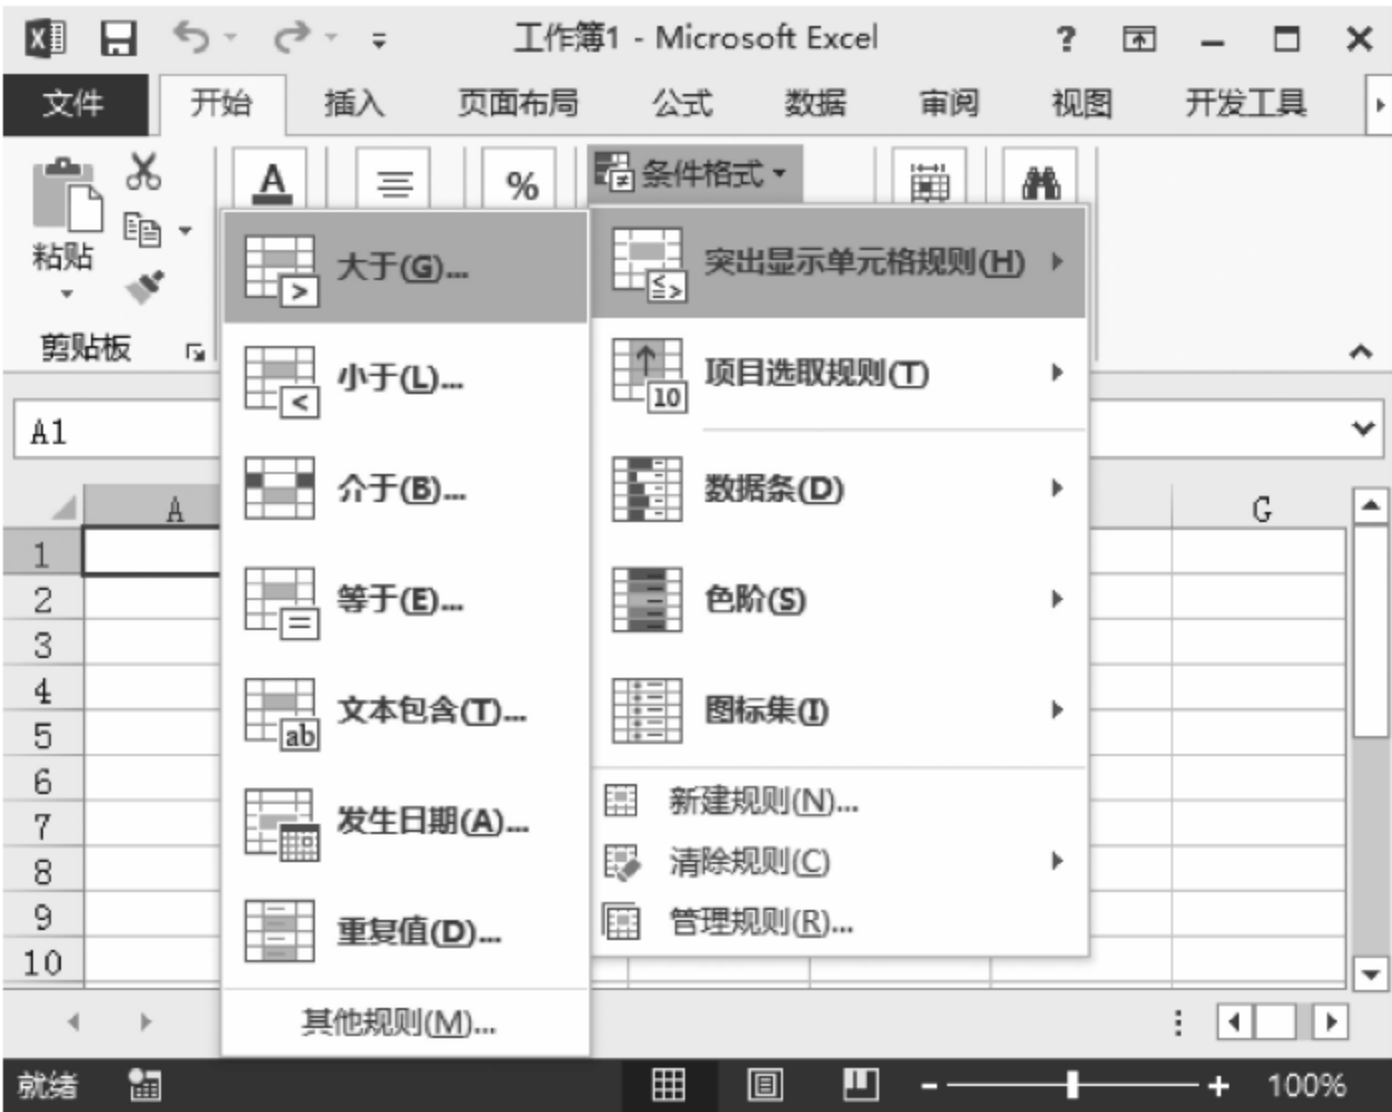 工作簿1 - Microsoft Excel
文件 开始 插入 页面布局 公式 数据 审阅 视图 开发工具
A % 条件格式
粘贴
剪贴板
大于(G)...
小于(L)...
介于(B)...
等于(E)...
文本包含(T)...
ab
发生日期(A)...
重复值(D)...
其他规则(M)...
突出显示单元格规则(H)
项目选取规则(T)
10
数据条(D)
色阶(S)
图标集(I)
新建规则(N)...
清除规则(C)
管理规则(R)...
A1
A G
1
2
3
4
5
6
7
8
9
10
就绪 100%